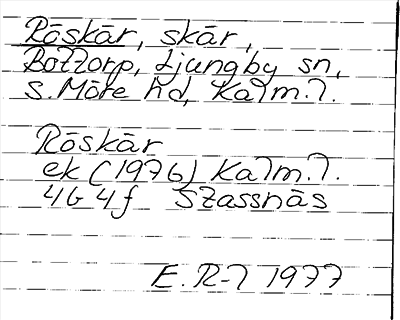 Röskär, skär,
Bottorp, Ljungby sn,
S. Möre hd, Kalm. l.
Röskär
ek (1976) Kalm. l.
4G 4f Stassnäs
E. R-l 1977